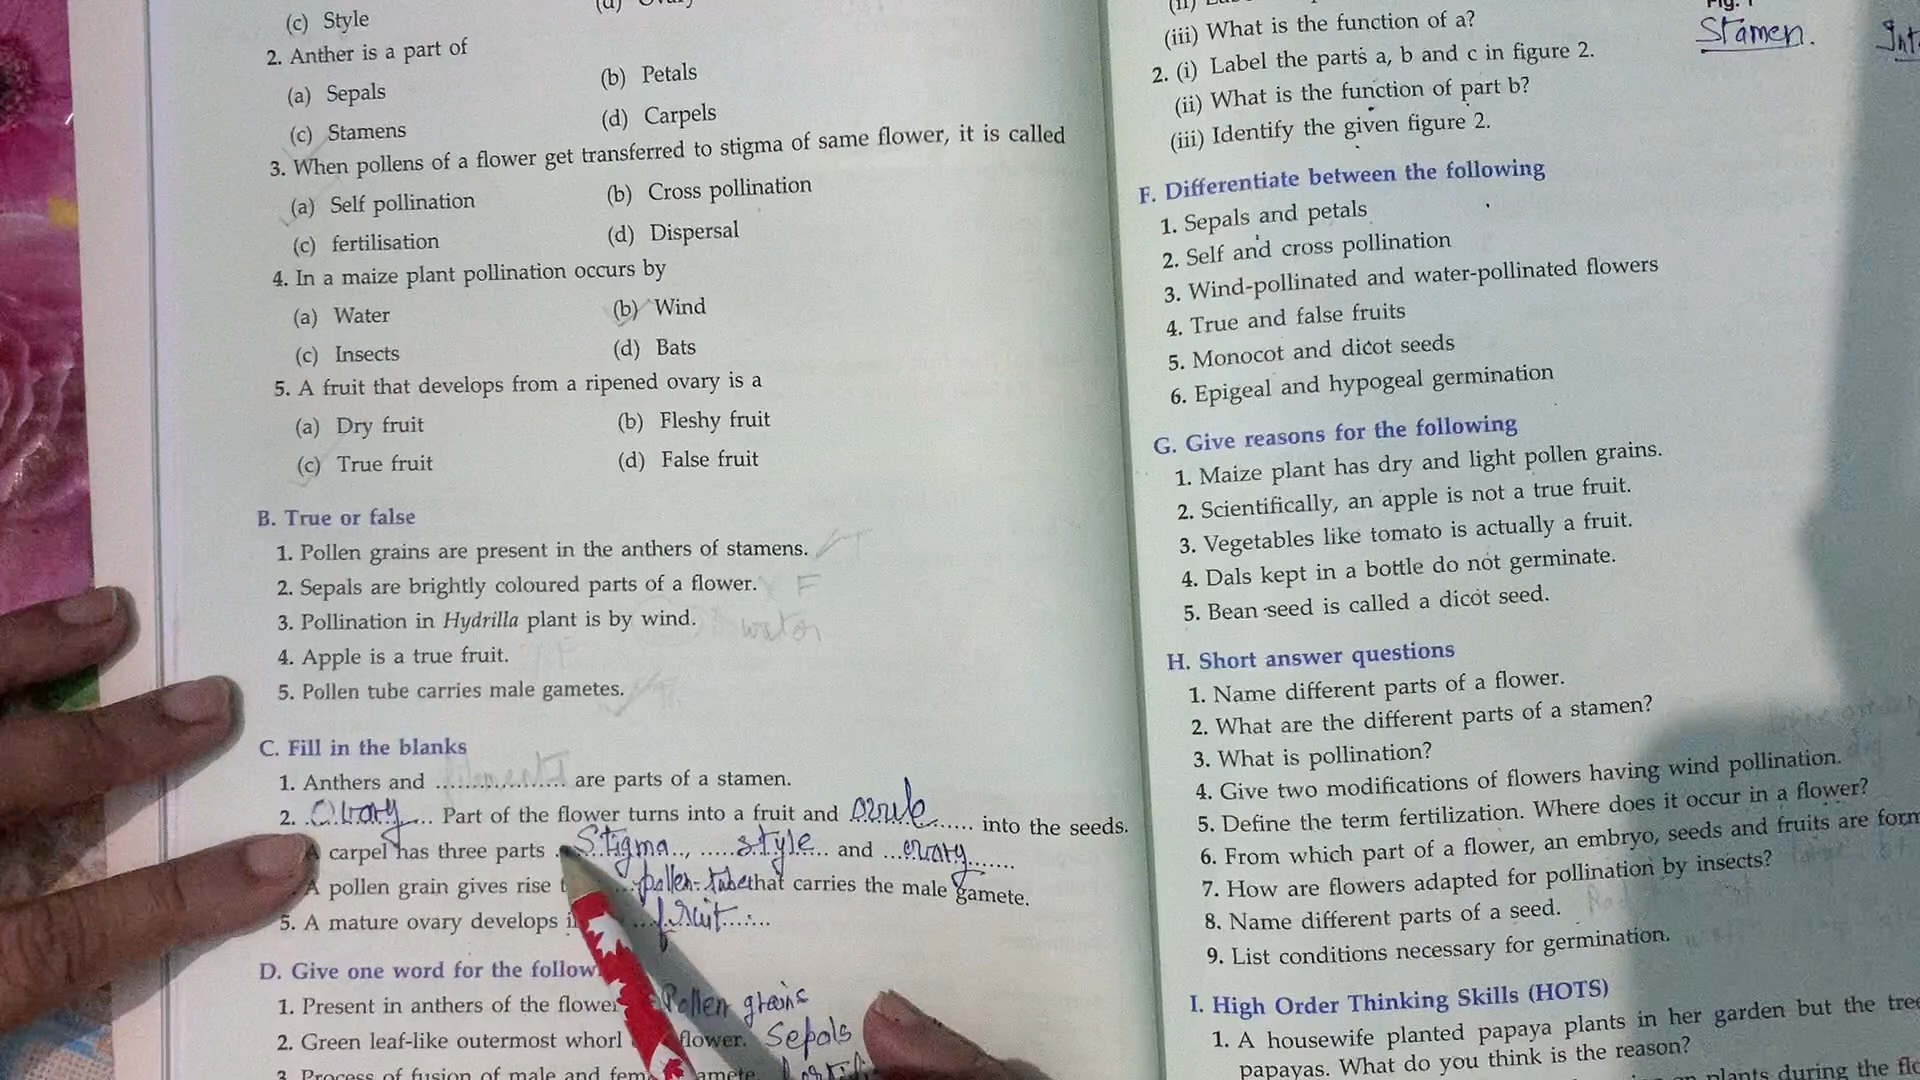 (c) Style
2. Anther is a part of
(a) Sepals
(b) Petals
(c) Stamens
(d) Carpels
3. When pollens of a flower get transferred to stigma of same flower, it is called
(a) Self pollination
(b) Cross pollination
(c) fertilisation
(d) Dispersal
4. In a maize plant pollination occurs by
(a) Water
(b) Wind
(c) Insects
(d) Bats
5. A fruit that develops from a ripened ovary is a
(a) Dry fruit
(b) Fleshy fruit
(c) True fruit
(d) False fruit
B. True or false
1. Pollen grains are present in the anthers of stamens. T
2. Sepals are brightly coloured parts of a flower. F
3. Pollination in Hydrilla plant is by wind. water
4. Apple is a true fruit. F
5. Pollen tube carries male gametes.
C. Fill in the blanks
1. Anthers and .................. are parts of a stamen.
2. Ovary Part of the flower turns into a fruit and ovule into the seeds.
A carpel has three parts Stigma, style and ovary
A pollen grain gives rise pollen-tube that carries the male gamete.
5. A mature ovary develops fruit
D. Give one word for the
1. Present in anthers of the Pollen grains
2. Green leaf-like outermost whorl flower. Sepals
3. Process of fusion of male and
(iii) What is the function of a?
Stamen.
2. (i) Label the parts a, b and c in figure 2.
(ii) What is the function of part b?
(iii) Identify the given figure 2.
F. Differentiate between the following
1. Sepals and petals
2. Self and cross pollination
3. Wind-pollinated and water-pollinated flowers
4. True and false fruits
5. Monocot and dicot seeds
6. Epigeal and hypogeal germination
G. Give reasons for the following
1. Maize plant has dry and light pollen grains.
2. Scientifically, an apple is not a true fruit.
3. Vegetables like tomato is actually a fruit.
4. Dals kept in a bottle do not germinate.
5. Bean seed is called a dicot seed.
H. Short answer questions
1. Name different parts of a flower.
2. What are the different parts of a stamen?
3. What is pollination?
4. Give two modifications of flowers having wind pollination.
5. Define the term fertilization. Where does it occur in a flower?
6. From which part of a flower, an embryo, seeds and fruits are
7. How are flowers adapted for pollination by insects?
8. Name different parts of a seed.
9. List conditions necessary for germination.
I. High Order Thinking Skills (HOTS)
1. A housewife planted papaya plants in her garden but the
papayas. What do you think is the reason?
plants during the